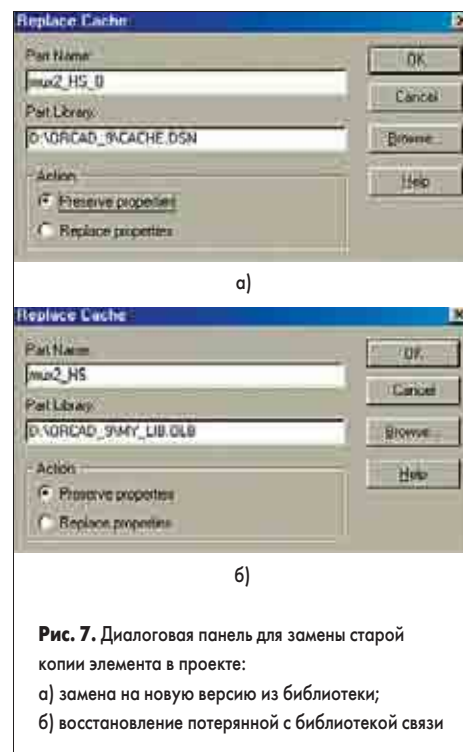 Replace Cache
Part Name:
mux2_HS_0
Part Library:
D:\ORCAD_9\CACHE.DSN
Action
Preserve properties
Replace properties
OK
Cancel
Browse...
Help
а)
Replace Cache
Part Name:
mux2_HS
Part Library:
D:\ORCAD_9\MY_LIB.OLB
Action
Preserve properties
Replace properties
OK
Cancel
Browse...
Help
б)
Рис. 7. Диалоговая панель для замены старой
копии элемента в проекте:
а) замена на новую версию из библиотеки;
б) восстановление потерянной с библиотекой связи